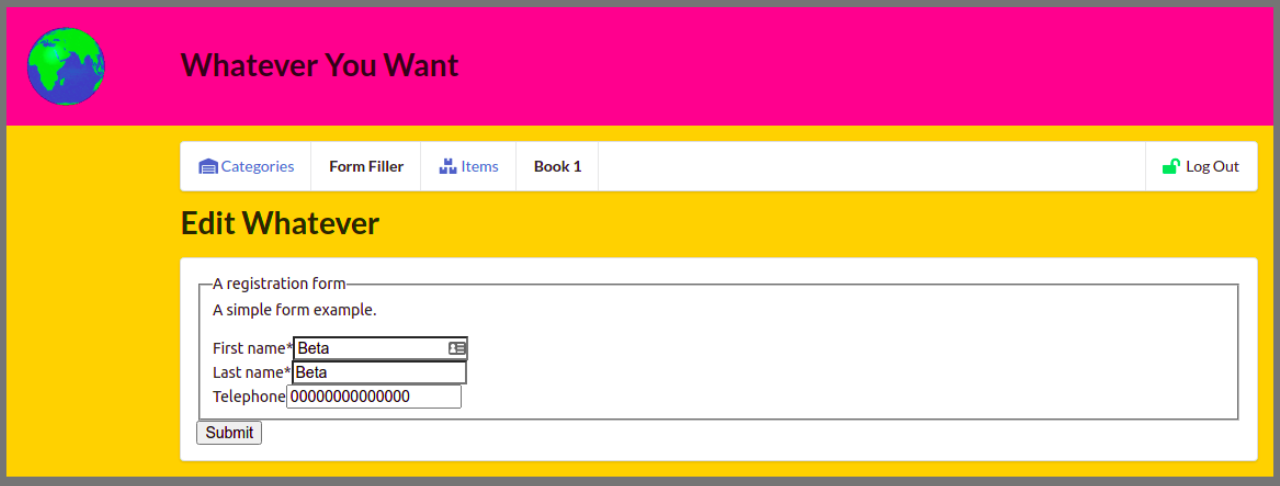 Whatever You Want
Categories Form Filler Items Book 1 Log Out
Edit Whatever
A registration form
A simple form example.
First name* Beta
Last name* Beta
Telephone 00000000000000
Submit